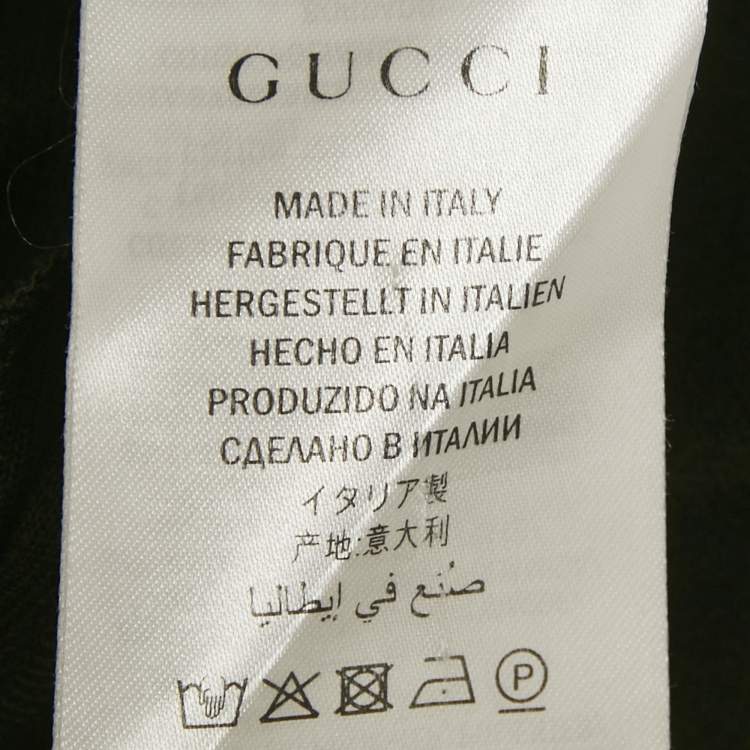 GUCCI
MADE IN ITALY
FABRIQUE EN ITALIE
HERGESTELLT IN ITALIEN
HECHO EN ITALIA
PRODUZIDO NA ITALIA
СДЕЛАНО В ИТАЛИИ
イタリア製
产地:意大利
صُنع في إيطاليا
P